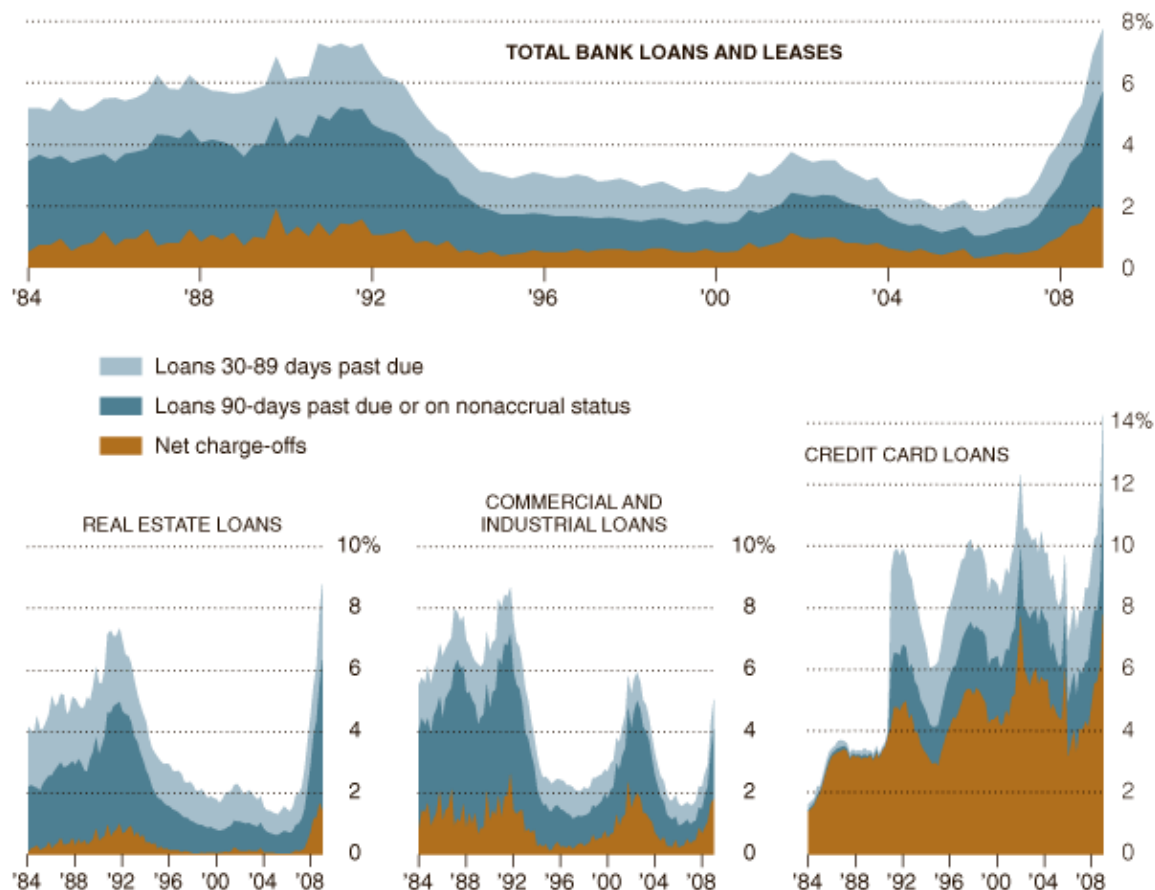 8%
TOTAL BANK LOANS AND LEASES
6
4
2
0
'84 '88 '92 '96 '00 '04 '08
Loans 30-89 days past due
Loans 90-days past due or on nonaccrual status
Net charge-offs
REAL ESTATE LOANS
10%
8
6
4
2
0
'84 '88 '92 '96 '00 '04 '08
COMMERCIAL AND
INDUSTRIAL LOANS
10%
8
6
4
2
0
'84 '88 '92 '96 '00 '04 '08
14%
CREDIT CARD LOANS
12
10
8
6
4
2
0
'84 '88 '92 '96 '00 '04 '08